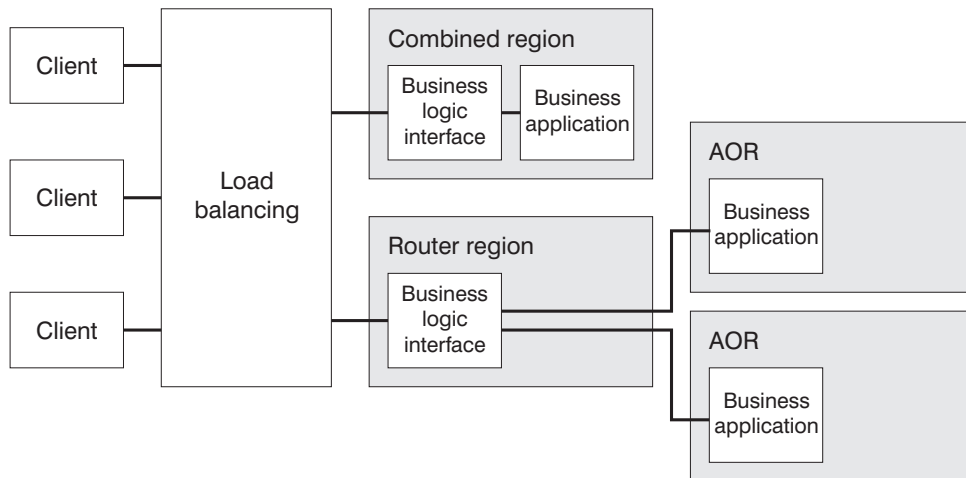 Client
Client
Client
Load
balancing
Combined region
Business
logic
interface
Business
application
Router region
Business
logic
interface
AOR
Business
application
AOR
Business
application